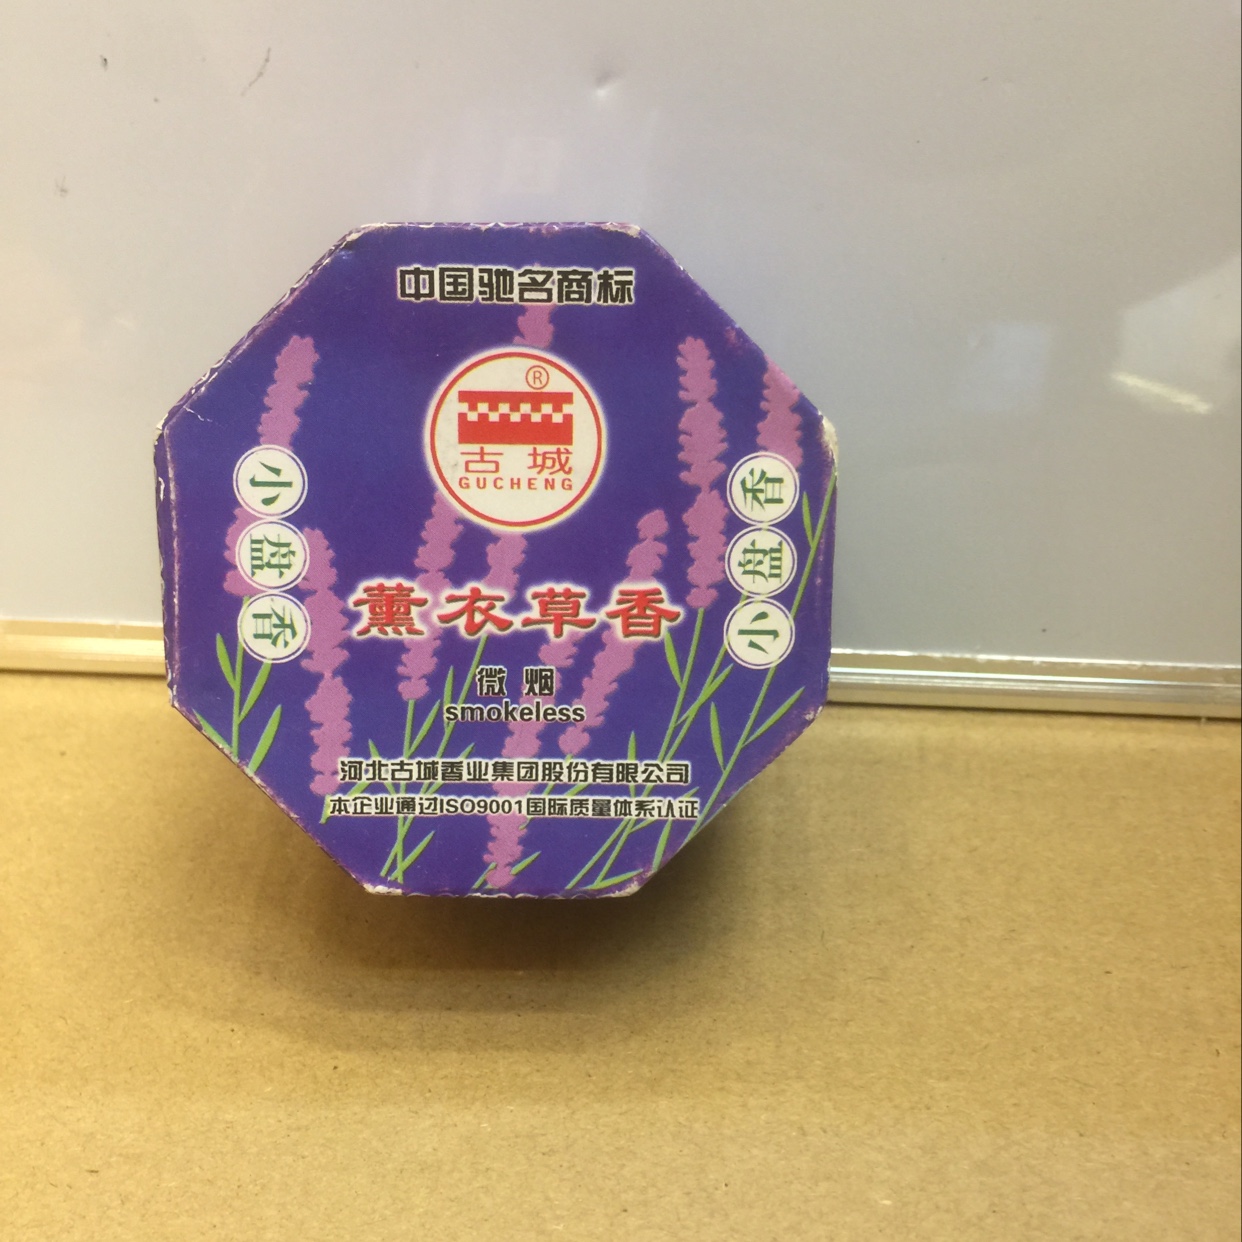 中国驰名商标
®
古城
GUCHENG
小盘香
小盘香
薰衣草香
微烟
smokeless
河北古城香业集团股份有限公司
本企业通过ISO9001国际质量体系认证